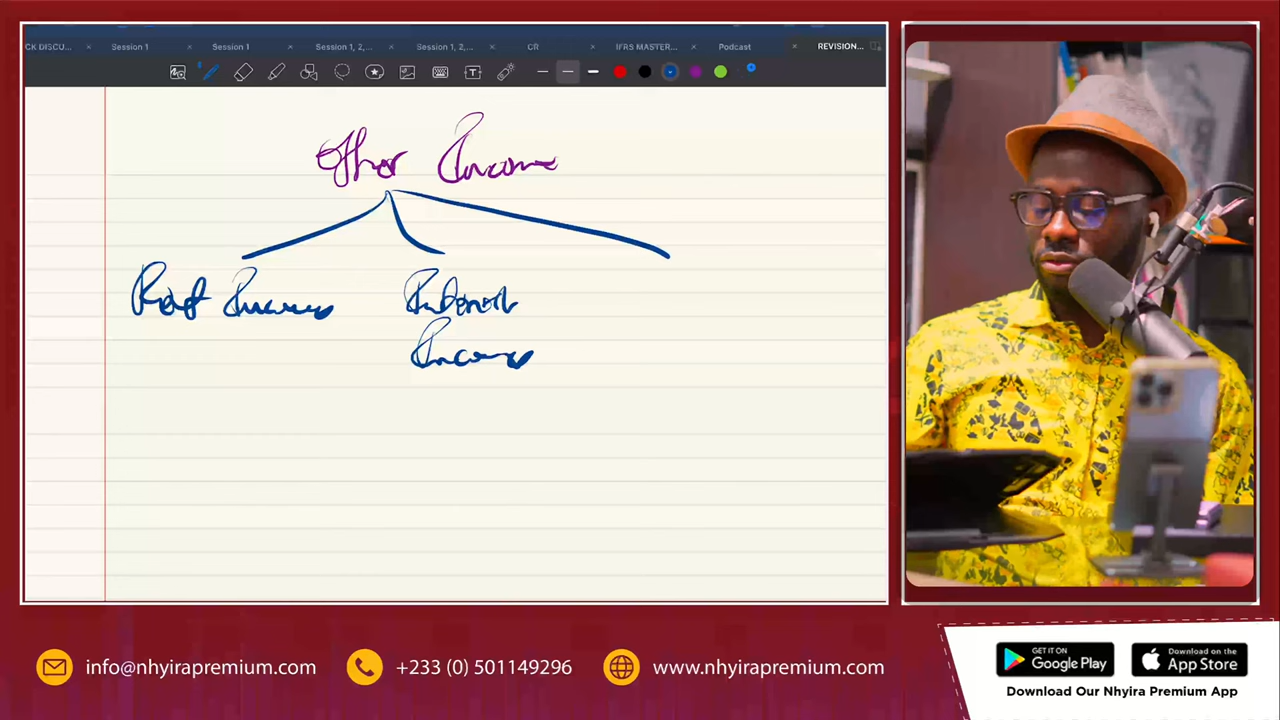 CK DISCU...
Session 1
Session 1
Session 1, 2,...
Session 1, 2,...
CR
IFRS MASTER...
Podcast
REVISION...
Other Income
Rent Income
Income
info@nhyirapremium.com
+233 (0) 501149296
www.nhyirapremium.com
GET IT ON
Google Play
Download on the
App Store
Download Our Nhyira Premium App